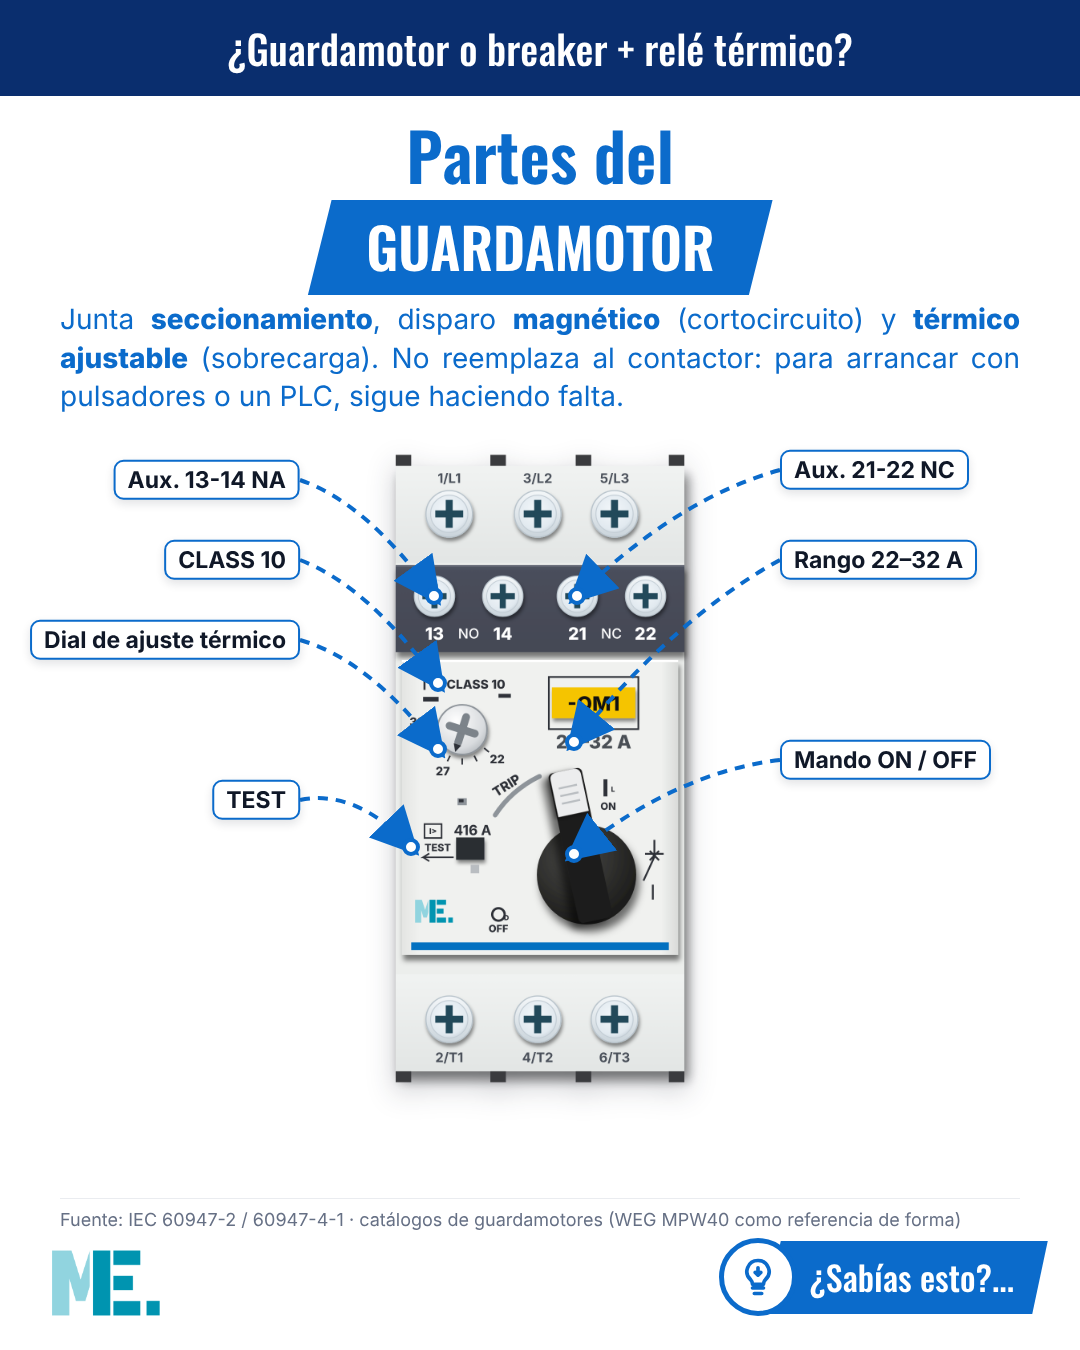 ¿Guardamotor o breaker + relé térmico?
Partes del
GUARDAMOTOR
Junta seccionamiento, disparo magnético (cortocircuito) y térmico
ajustable (sobrecarga). No reemplaza al contactor: para arrancar con
pulsadores o un PLC, sigue haciendo falta.
Aux. 13-14 NA
CLASS 10
Dial de ajuste térmico
TEST
Aux. 21-22 NC
Rango 22–32 A
Mando ON / OFF
1/L1 3/L2 5/L3
13 NO 14 21 NC 22
CLASS 10
-QM1
32 A
27
22
TRIP
I L
ON
I> 416 A
TEST
ME.
OFF
2/T1 4/T2 6/T3
Fuente: IEC 60947-2 / 60947-4-1 · catálogos de guardamotores (WEG MPW40 como referencia de forma)
ME.
¿Sabías esto?...